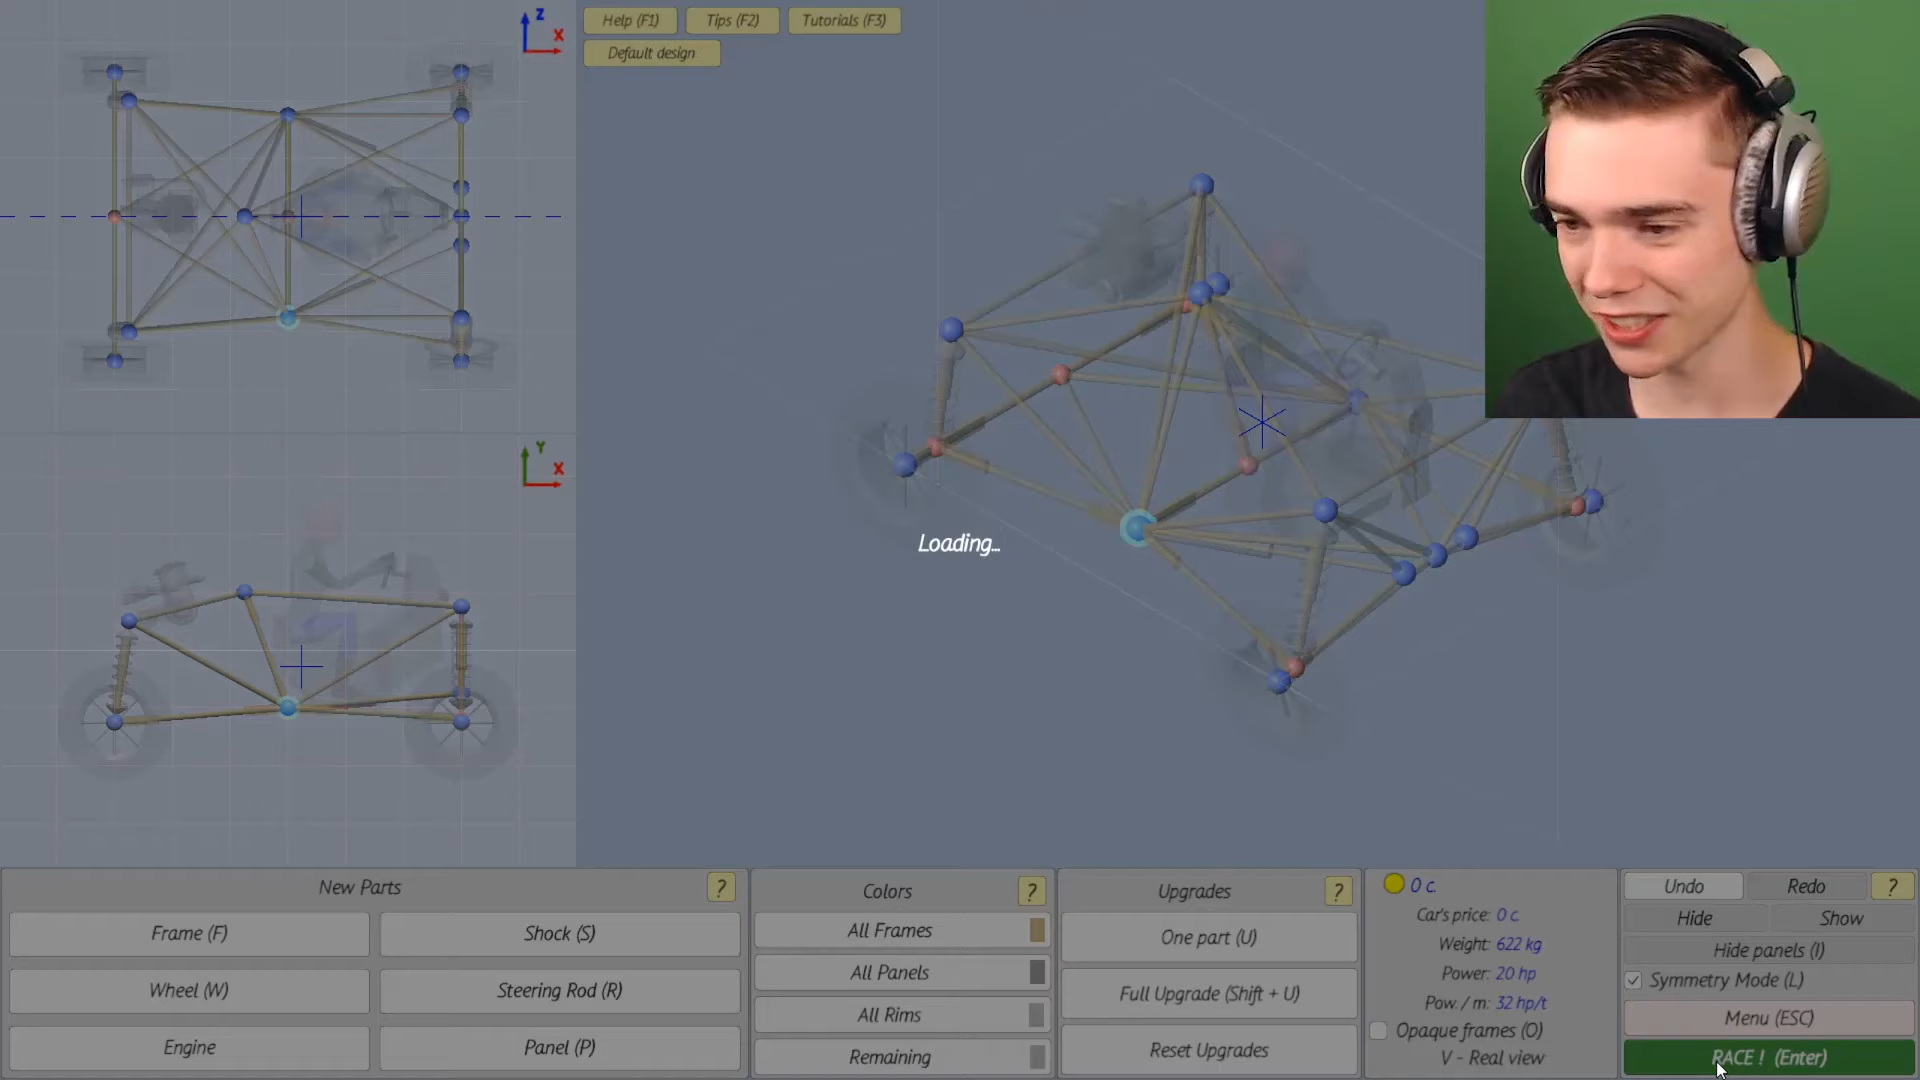 Z
X
Help (F1)
Tips (F2)
Tutorials (F3)
Default design
Y
X
Loading...
New Parts
?
Frame (F)
Shock (S)
Wheel (W)
Steering Rod (R)
Engine
Panel (P)
Colors
?
All Frames
All Panels
All Rims
Remaining
Upgrades
?
One part (U)
Full Upgrade (Shift + U)
Reset Upgrades
0 c.
Car's price: 0 c.
Weight: 622 kg
Power: 20 hp
Pow. / m: 32 hp/t
Opaque frames (O)
V - Real view
Undo
Redo
?
Hide
Show
Hide panels (I)
Symmetry Mode (L)
Menu (ESC)
RACE ! (Enter)